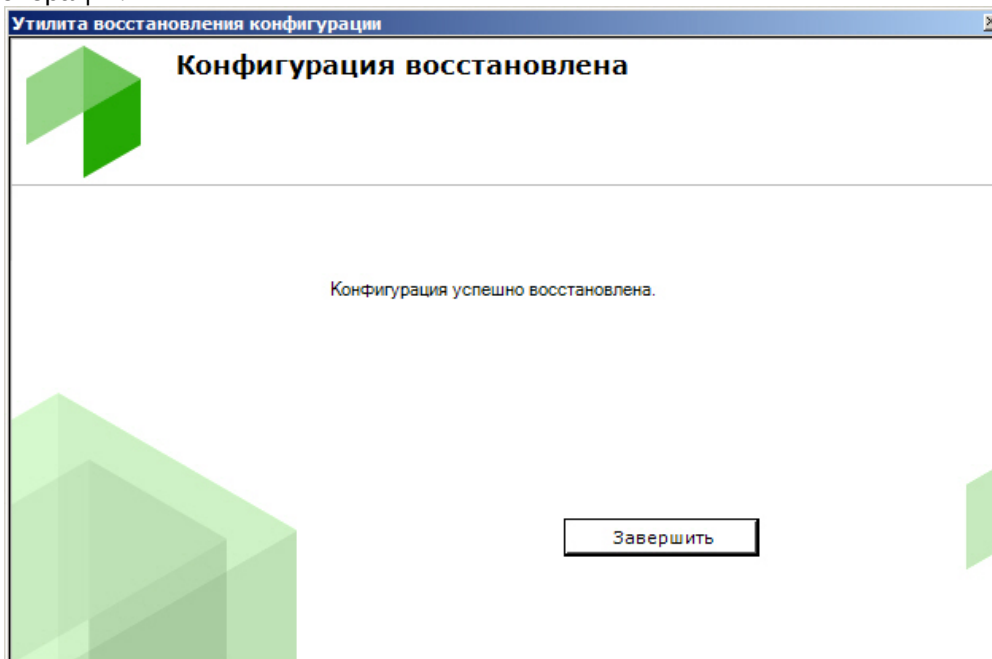 Утилита восстановления конфигурации
Конфигурация восстановлена
Конфигурация успешно восстановлена.
Завершить